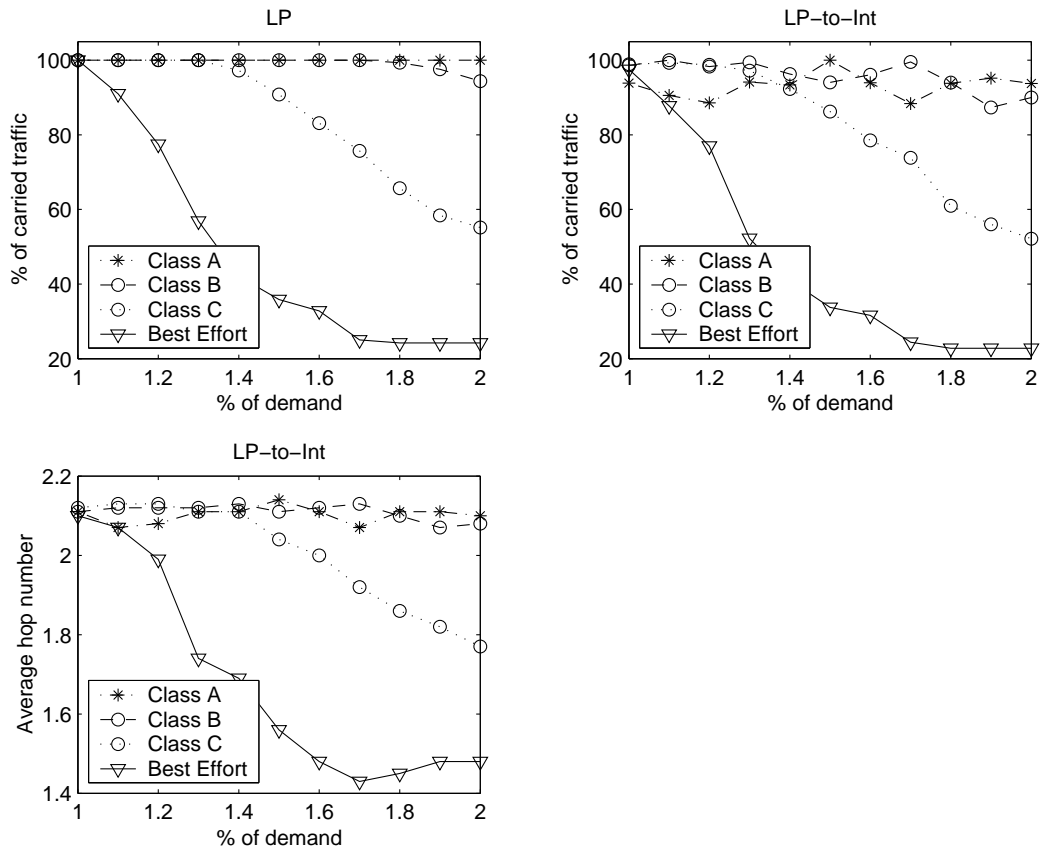 LP
% of carried traffic
100
80
60
40
20
Class A
Class B
Class C
Best Effort
1
1.2
1.4
1.6
1.8
2
% of demand
LP−to−Int
% of carried traffic
100
80
60
40
20
Class A
Class B
Class C
Best Effort
1
1.2
1.4
1.6
1.8
2
% of demand
LP−to−Int
Average hop number
2.2
2
1.8
1.6
1.4
Class A
Class B
Class C
Best Effort
1
1.2
1.4
1.6
1.8
2
% of demand